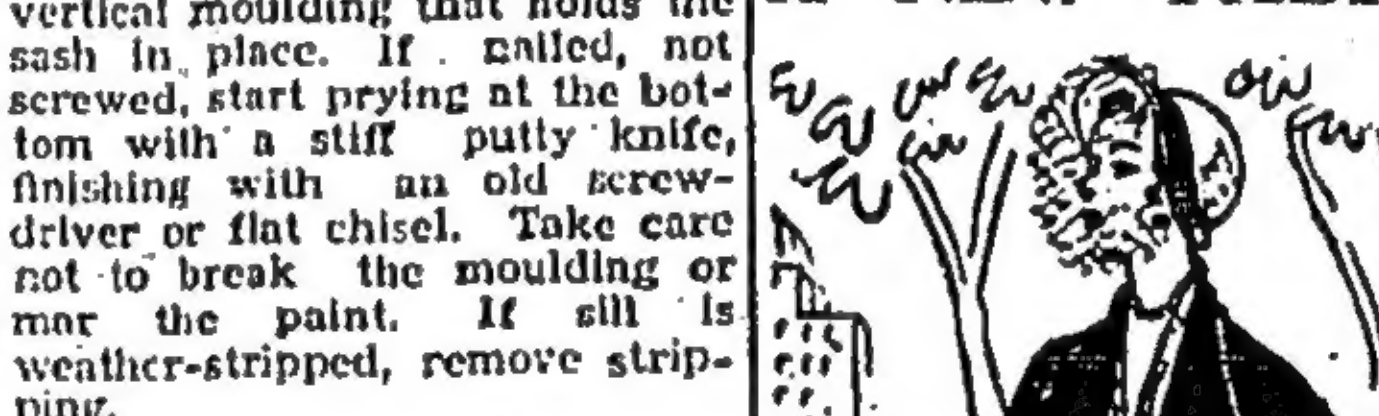 vertical moulding that holds the
sash in place. If nailed, not
screwed, start prying at the bot-
tom with a stiff putty knife,
finishing with an old screw-
driver or flat chisel. Take care
not to break the moulding or
mar the paint. If sill is
weather-stripped, remove strip-
ping.